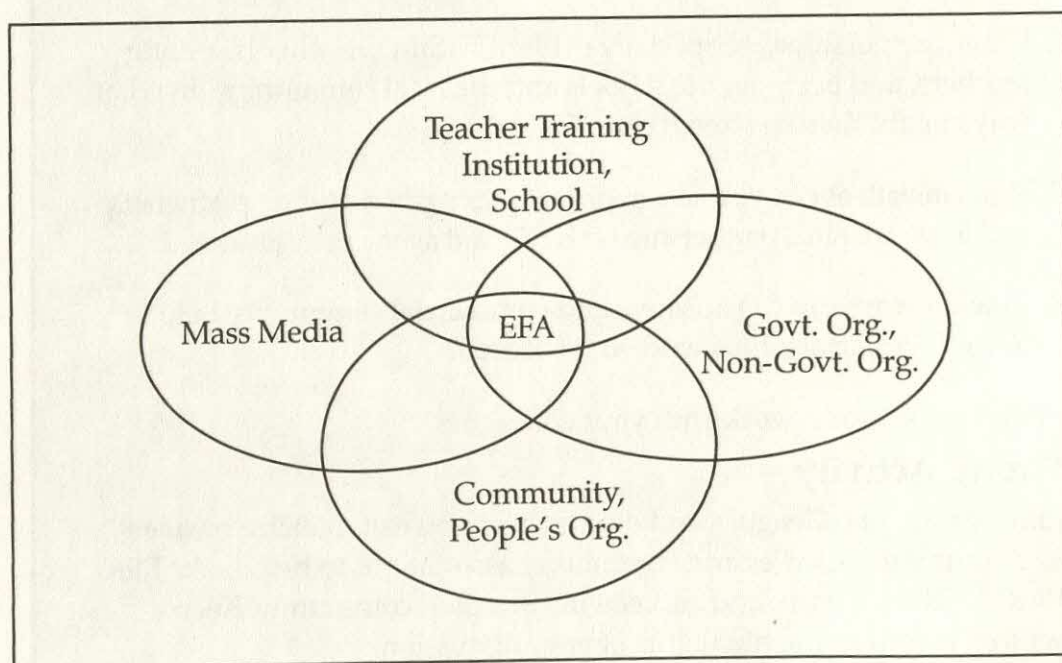 Teacher Training
Institution,
School
Mass Media
EFA
Govt. Org.,
Non-Govt. Org.
Community,
People's Org.